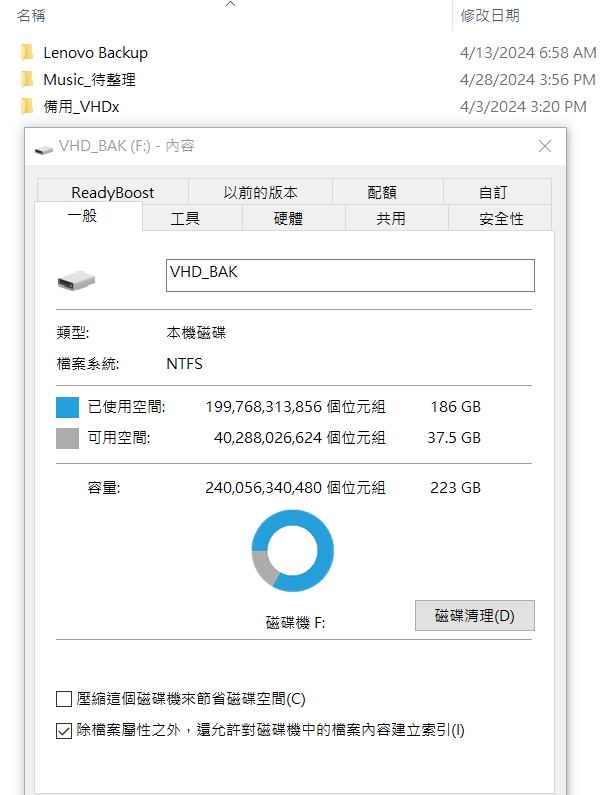 名稱 修改日期
Lenovo Backup 4/13/2024 6:58 AM
Music_待整理 4/28/2024 3:56 PM
備用_VHDx 4/3/2024 3:20 PM
VHD_BAK (F:) - 內容
ReadyBoost 以前的版本 配額 自訂
一般 工具 硬體 共用 安全性
VHD_BAK
類型: 本機磁碟
檔案系統: NTFS
已使用空間: 199,768,313,856 個位元組 186 GB
可用空間: 40,288,026,624 個位元組 37.5 GB
容量: 240,056,340,480 個位元組 223 GB
磁碟機 F:
磁碟清理(D)
壓縮這個磁碟機來節省磁碟空間(C)
除檔案屬性之外，還允許對磁碟機中的檔案內容建立索引(I)